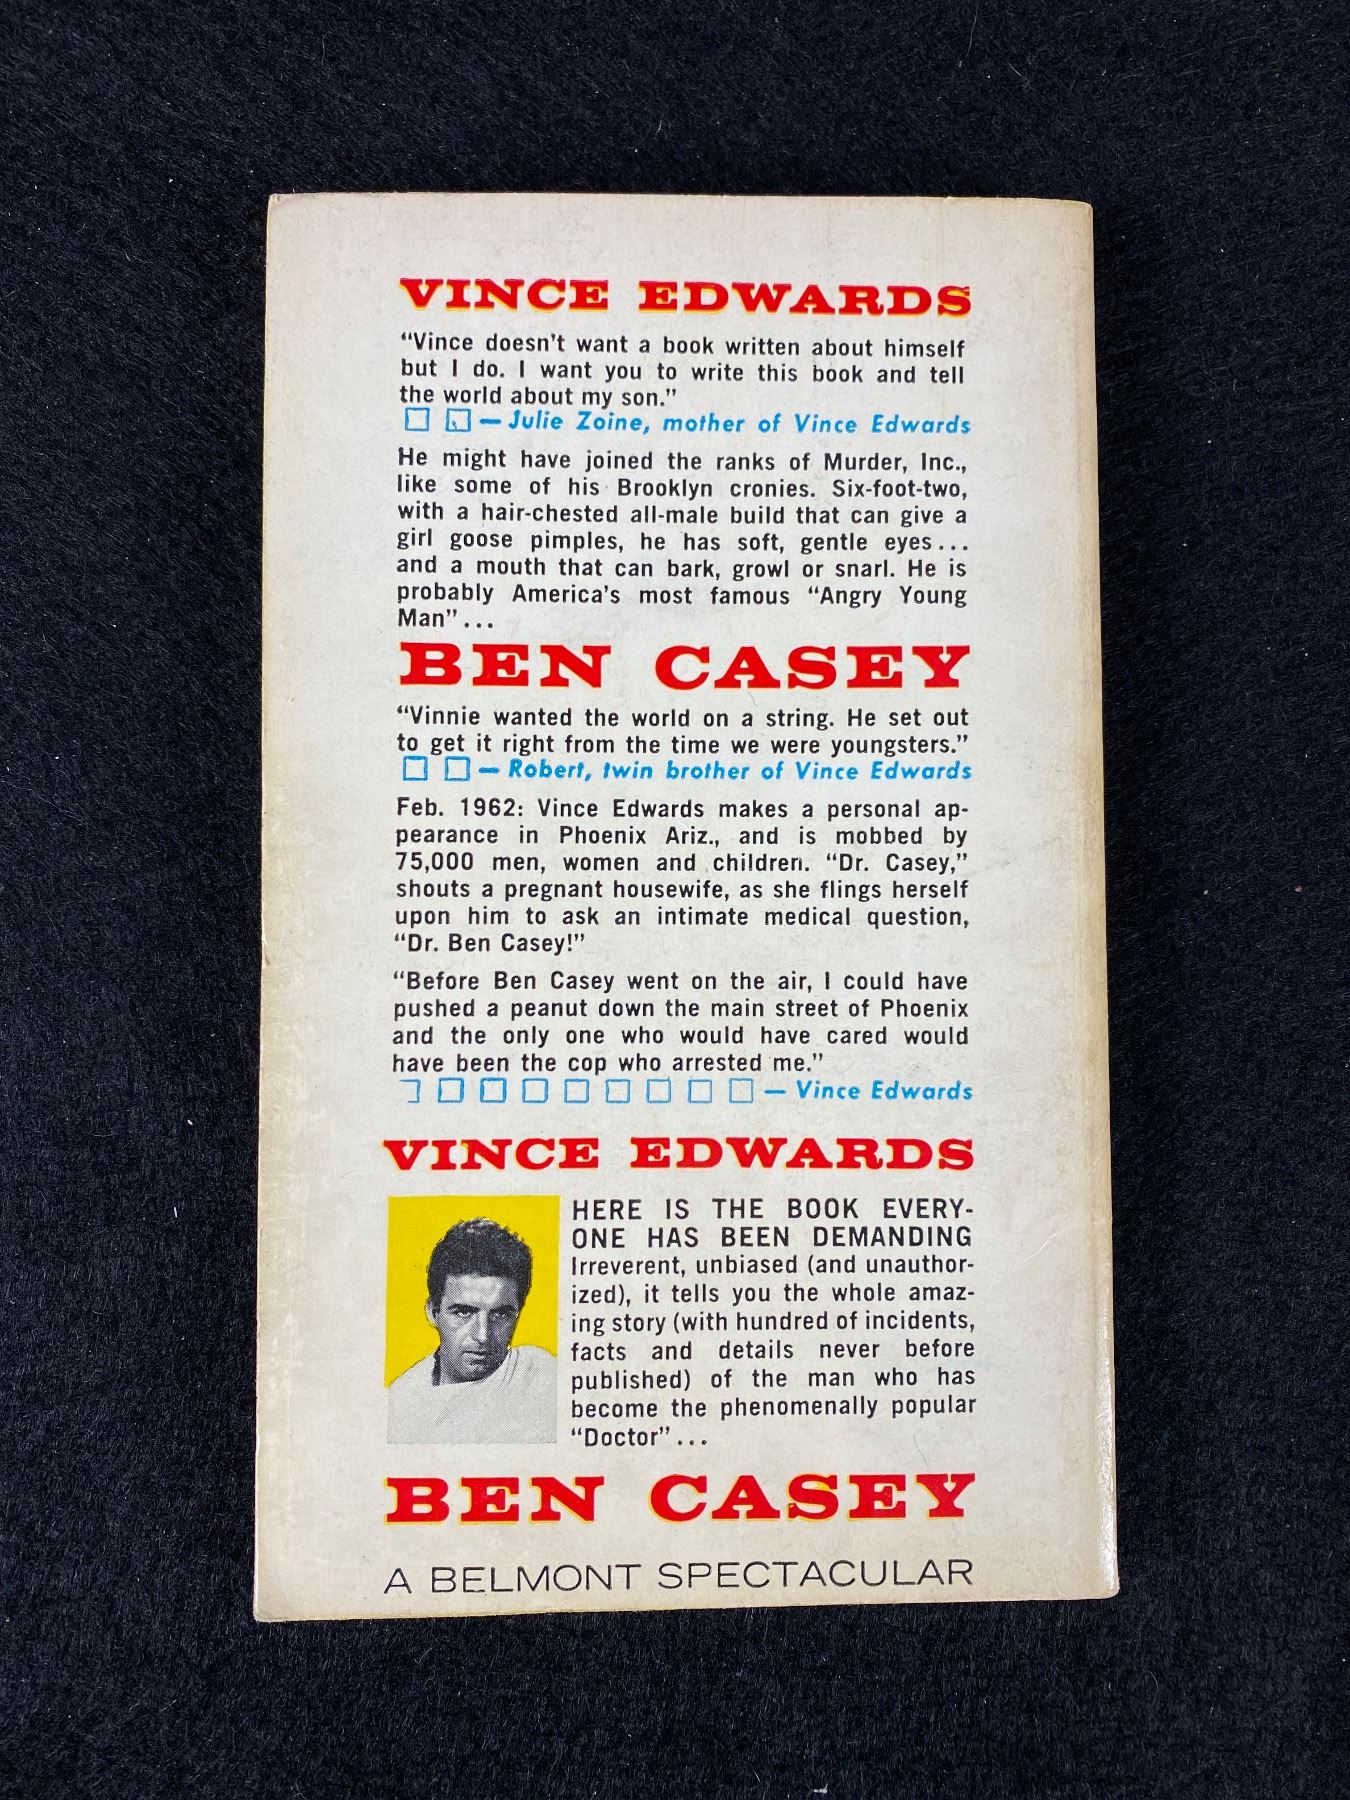 VINCE EDWARDS
“Vince doesn’t want a book written about himself
but I do. I want you to write this book and tell
the world about my son.”
— Julie Zoine, mother of Vince Edwards
He might have joined the ranks of Murder, Inc.,
like some of his Brooklyn cronies. Six-foot-two,
with a hair-chested all-male build that can give a
girl goose pimples, he has soft, gentle eyes...
and a mouth that can bark, growl or snarl. He is
probably America’s most famous “Angry Young
Man”...
BEN CASEY
“Vinnie wanted the world on a string. He set out
to get it right from the time we were youngsters.”
— Robert, twin brother of Vince Edwards
Feb. 1962: Vince Edwards makes a personal ap-
pearance in Phoenix Ariz., and is mobbed by
75,000 men, women and children. “Dr. Casey,”
shouts a pregnant housewife, as she flings herself
upon him to ask an intimate medical question,
“Dr. Ben Casey!”
“Before Ben Casey went on the air, I could have
pushed a peanut down the main street of Phoenix
and the only one who would have cared would
have been the cop who arrested me.”
— Vince Edwards
VINCE EDWARDS
HERE IS THE BOOK EVERY-
ONE HAS BEEN DEMANDING
Irreverent, unbiased (and unauthor-
ized), it tells you the whole amaz-
ing story (with hundred of incidents,
facts and details never before
published) of the man who has
become the phenomenally popular
“Doctor”...
BEN CASEY
A BELMONT SPECTACULAR